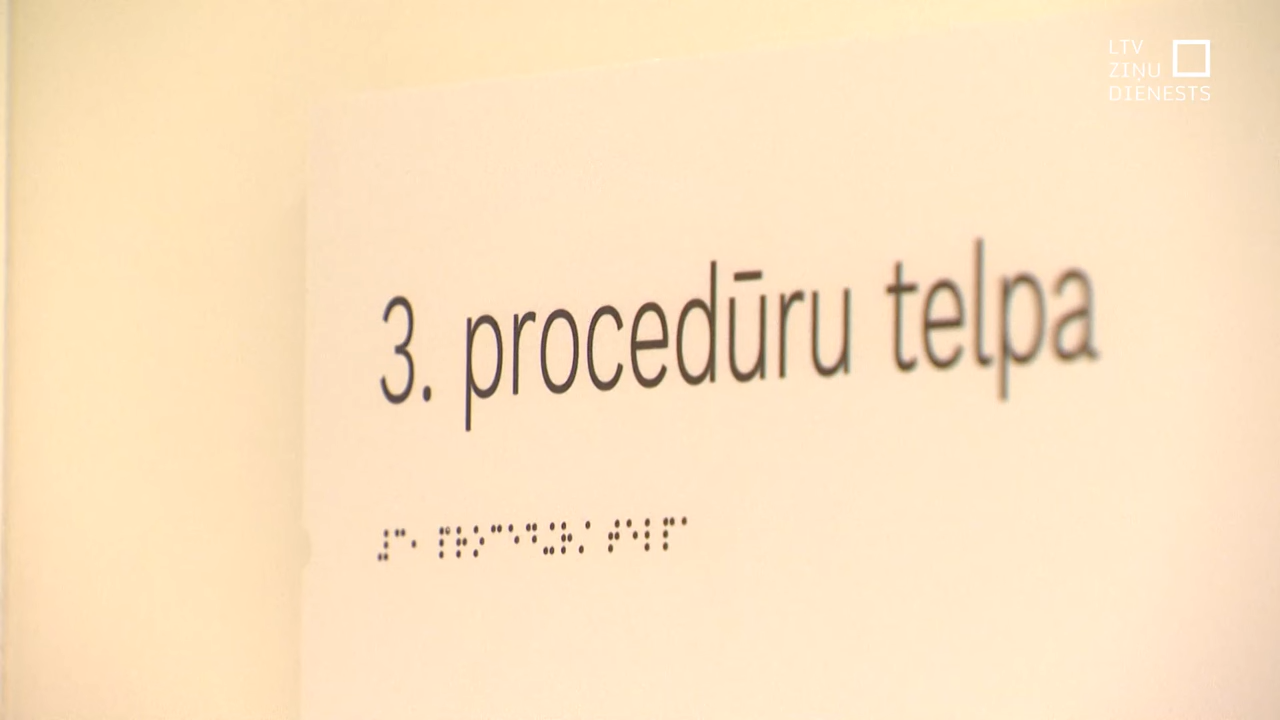 LTV
ZIŅU
DIENESTS
3. procedūru telpa
⠼⠉⠄ ⠏⠗⠕⠉⠑⠙⠬⠗⠥ ⠞⠑⠇⠏⠁